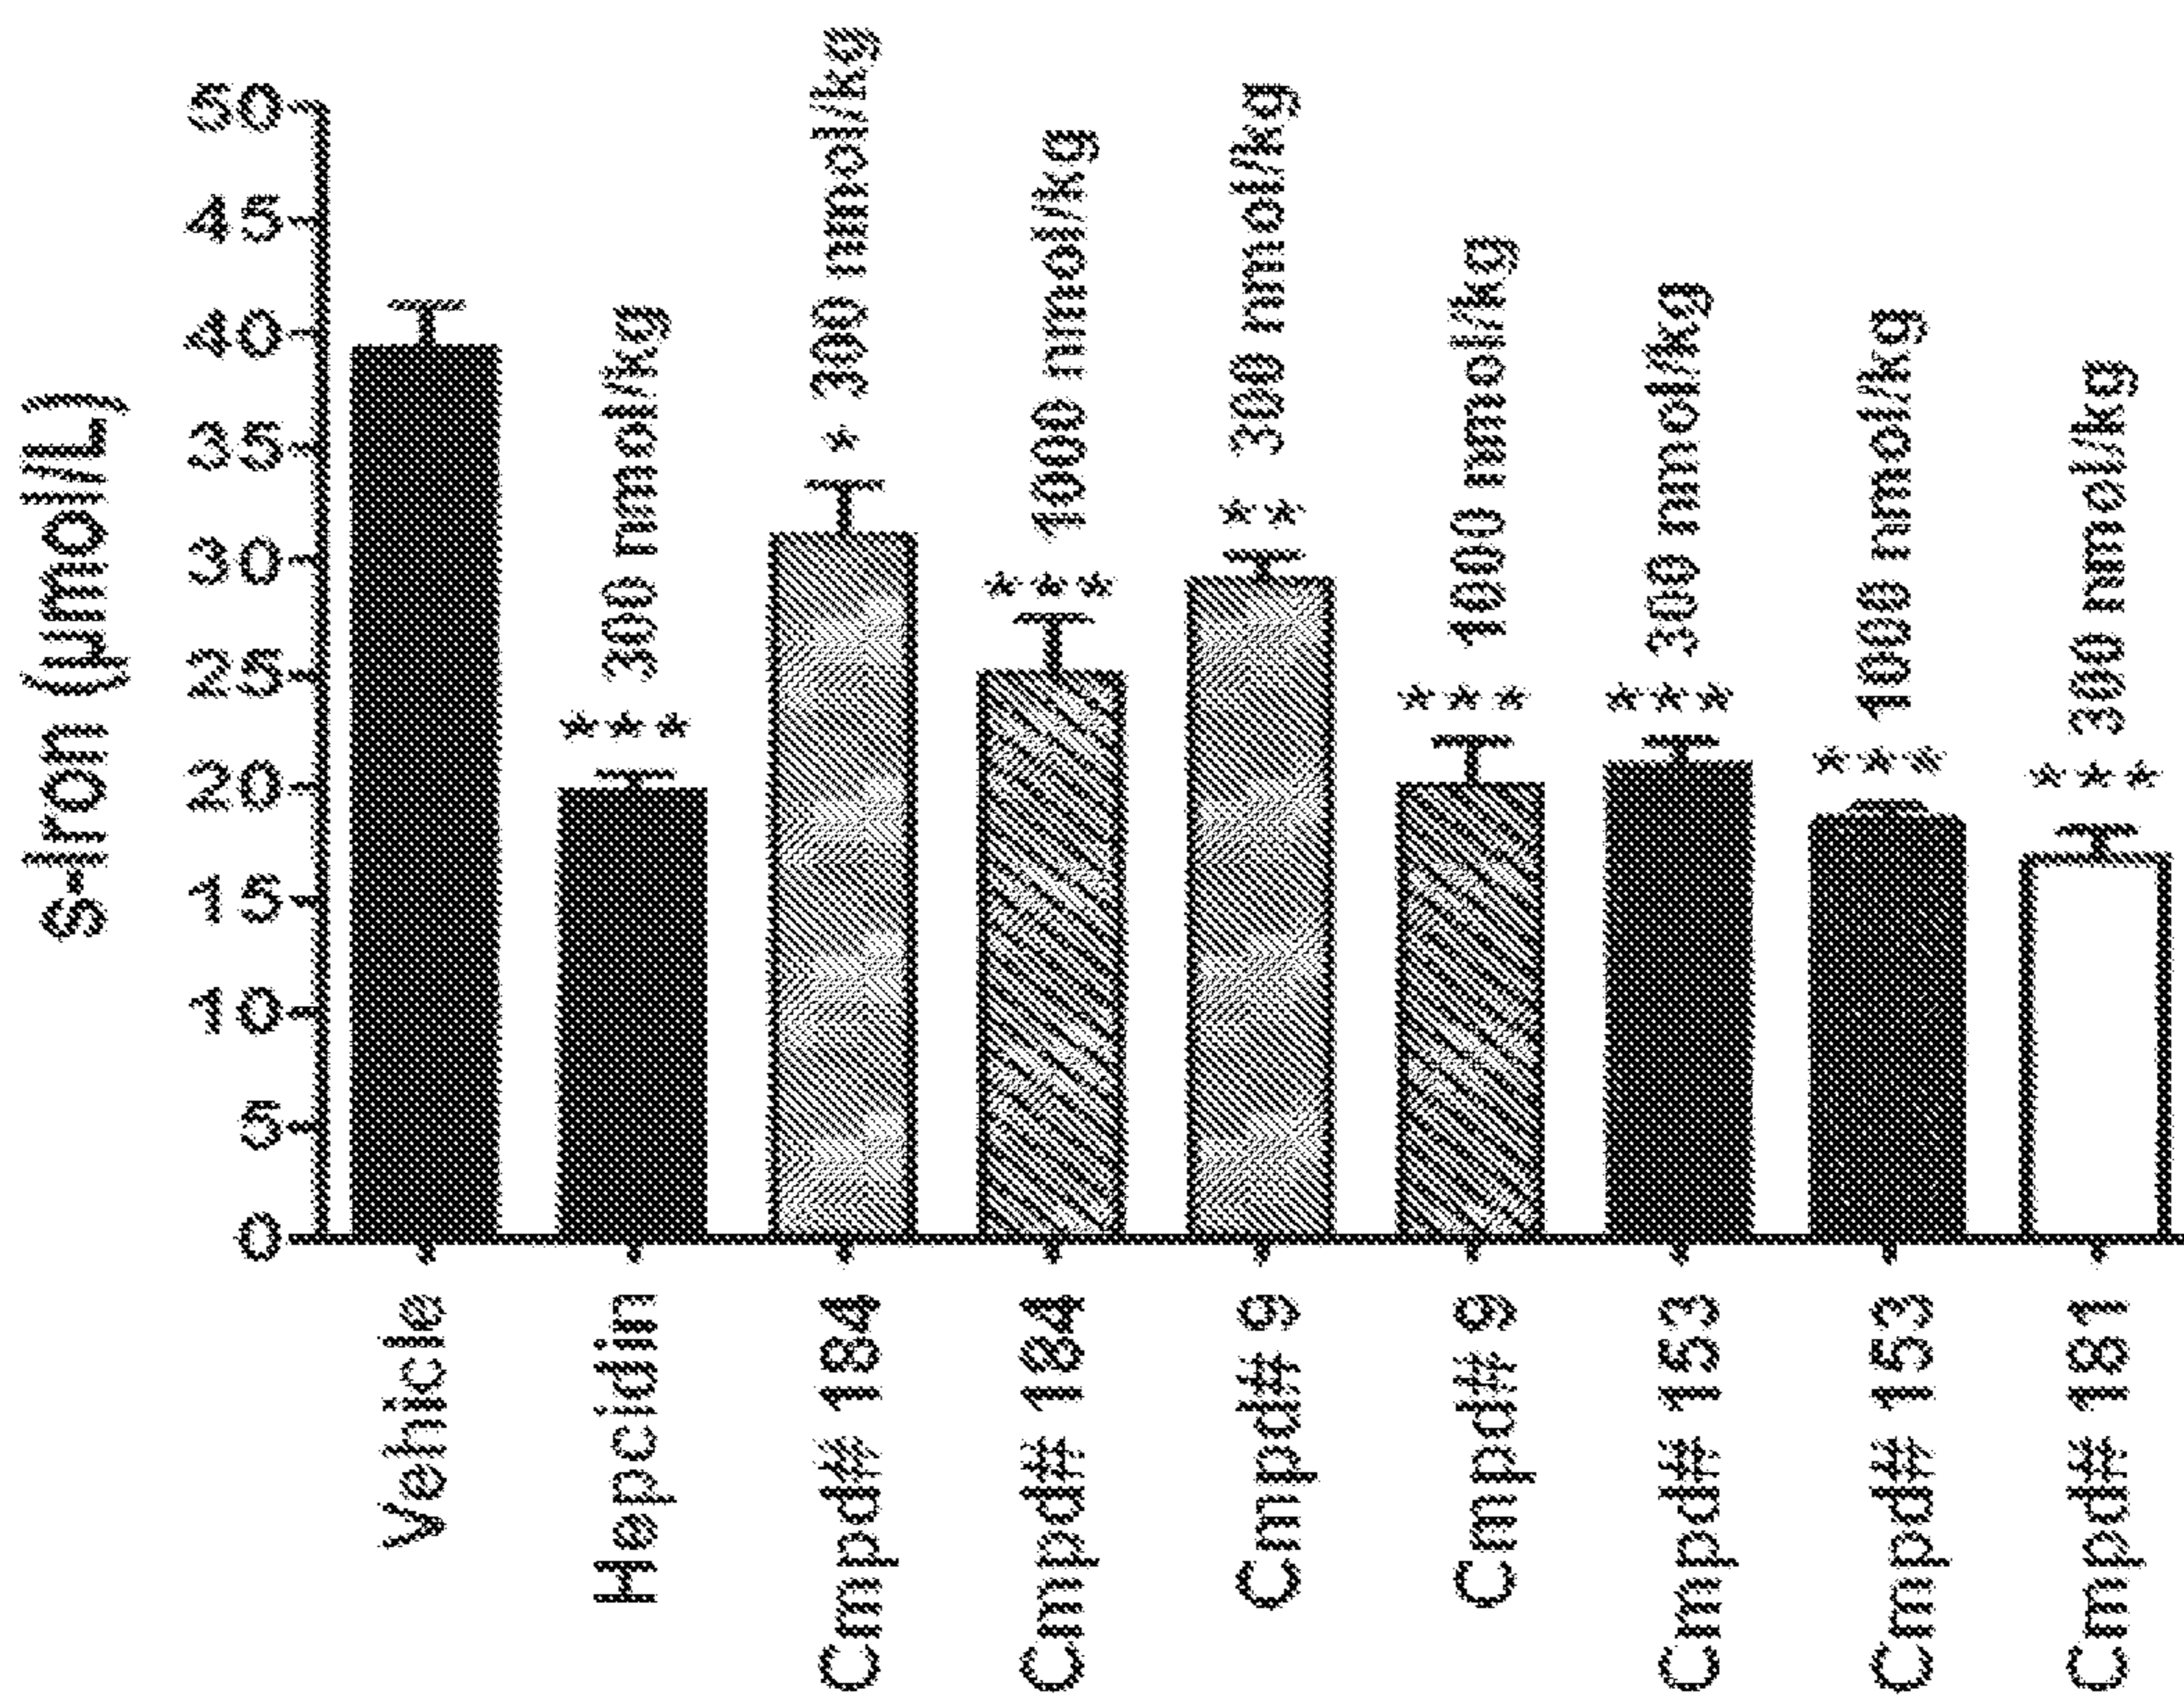 s-Iron (µmol/L)
50
45
40
35
30
25
20
15
10
5
0
*** 300 nmol/kg
* 300 nmol/kg
*** 1000 nmol/kg
** 300 nmol/kg
*** 1000 nmol/kg
*** 300 nmol/kg
*** 1000 nmol/kg
*** 300 nmol/kg
Vehicle
Hepcidin
Cmpd# 184
Cmpd# 184
Cmpd# 9
Cmpd# 9
Cmpd# 153
Cmpd# 153
Cmpd# 181